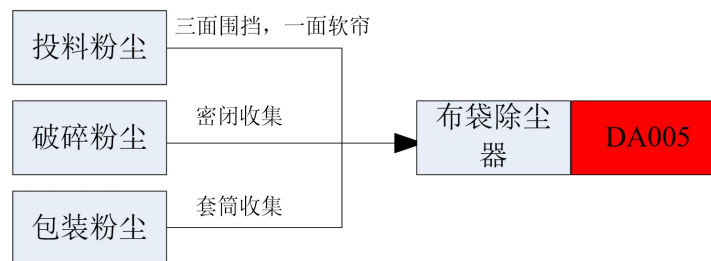 三面围挡，一面软帘
投料粉尘
密闭收集
破碎粉尘
布袋除尘
器
DA005
套筒收集
包装粉尘